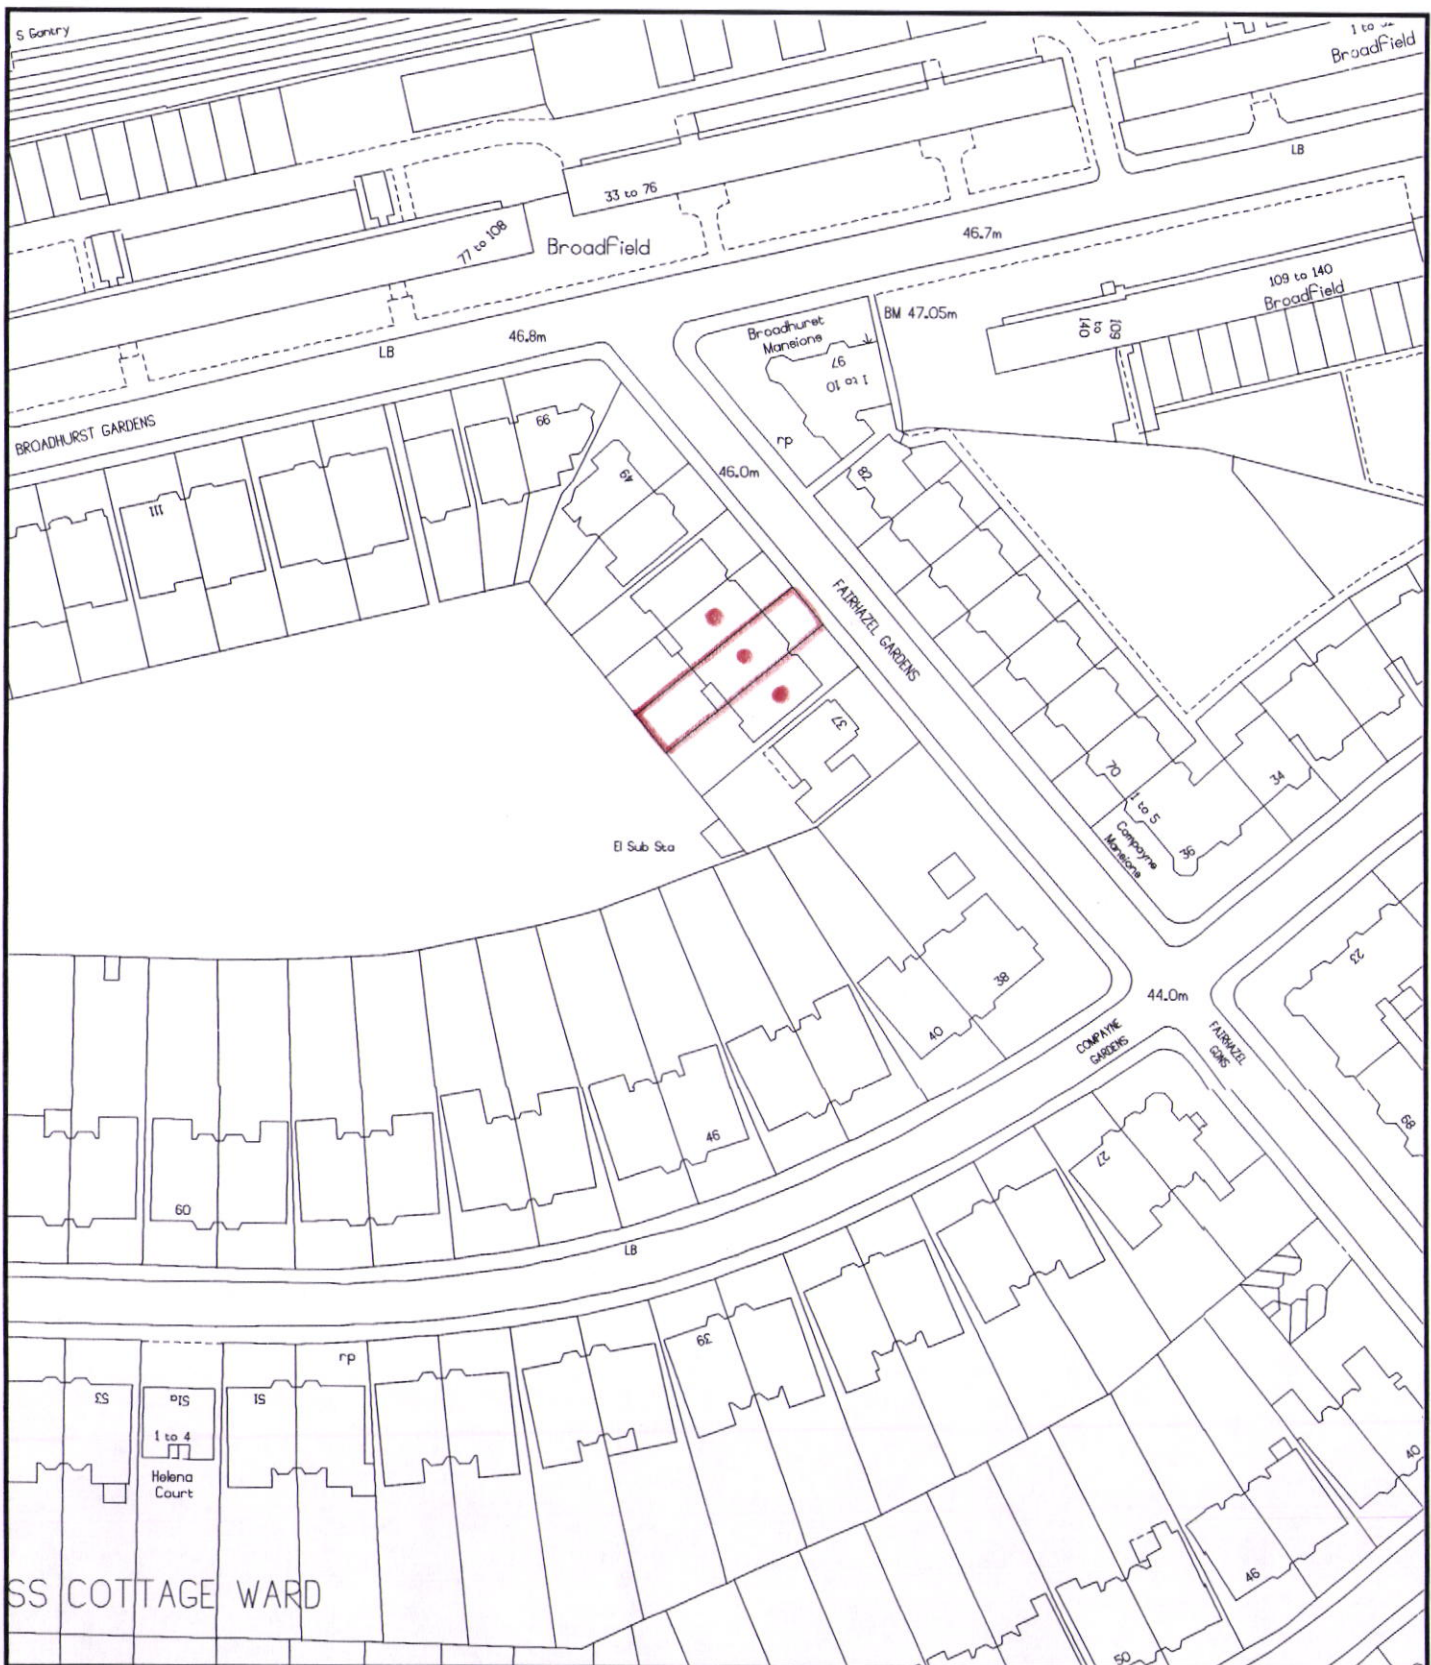 S Gantry
Broadfield
LB
33 to 76
77 to 108
Broadfield
46.7m
109 to 140
Broadfield
BM 47.05m
Broadhurst
Mansions
97
1 to 10
109
to
140
46.8m
LB
BROADHURST GARDENS
99
64
rp
46.0m
82
111
FAIRHAZEL GARDENS
37
70
1 to 5
Compayne
Mansions
36
34
El Sub Sta
38
40
44.0m
23
COMPAYNE
GARDENS
FAIRHAZEL
GDNS
68
46
27
60
LB
39
rp
53
51a
51
1 to 4
Helena
Court
40
46
50
SS COTTAGE WARD